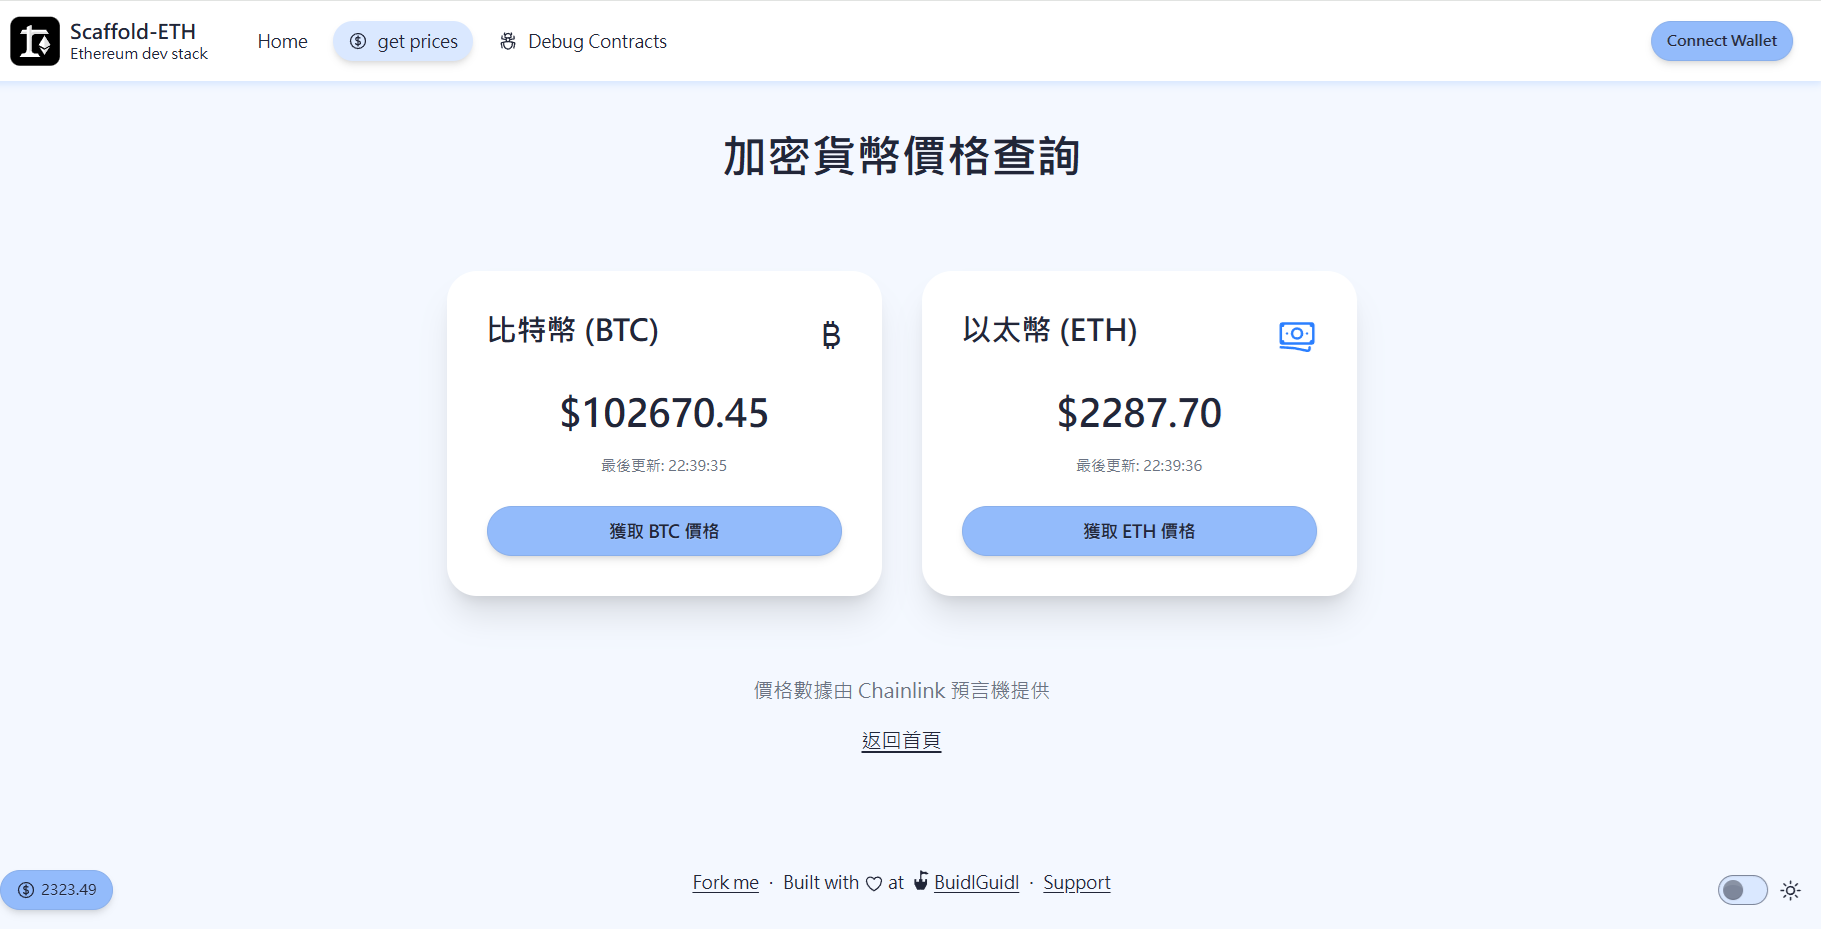 Scaffold-ETH
Ethereum dev stack
Home
get prices
Debug Contracts
Connect Wallet
加密貨幣價格查詢
比特幣 (BTC)
$102670.45
最後更新: 22:39:35
獲取 BTC 價格
以太幣 (ETH)
$2287.70
最後更新: 22:39:36
獲取 ETH 價格
價格數據由 Chainlink 預言機提供
返回首頁
2323.49
Fork me · Built with ♡ at BuidlGuidl · Support